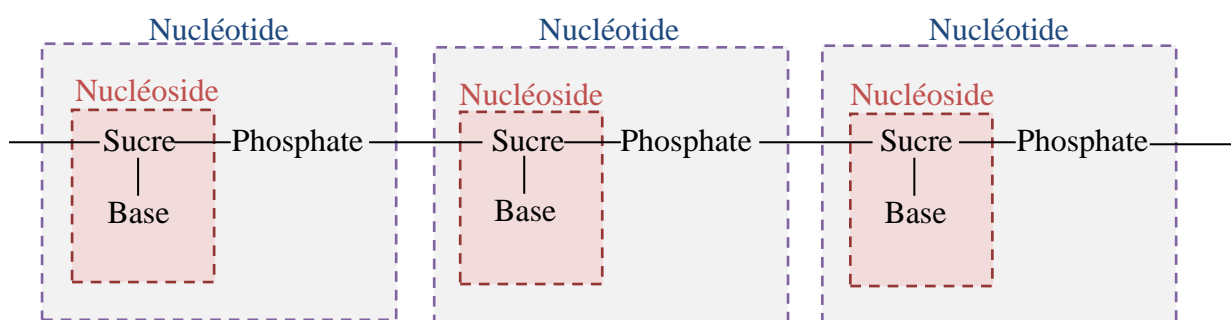 Nucléotide Nucléotide Nucléotide
Nucléoside Nucléoside Nucléoside
Sucre Phosphate Sucre Phosphate Sucre Phosphate
Base Base Base